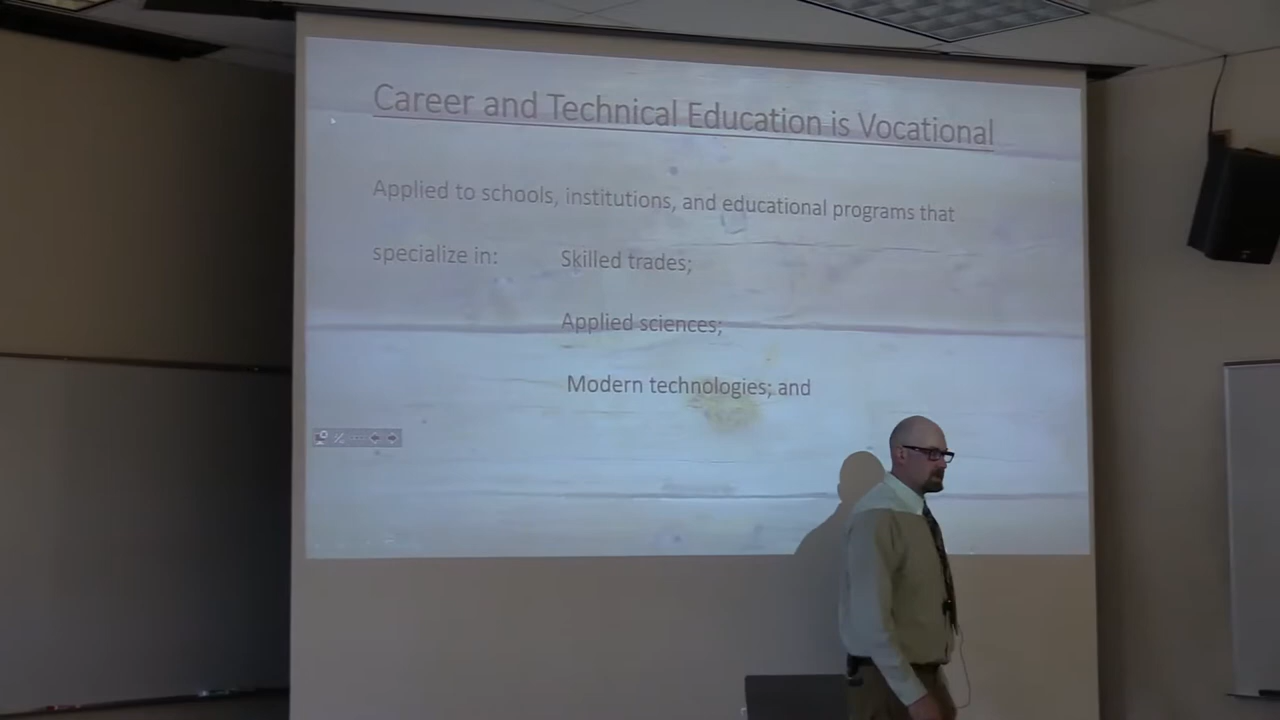 Career and Technical Education is Vocational
Applied to schools, institutions, and educational programs that
specialize in: Skilled trades;
Applied sciences;
Modern technologies; and